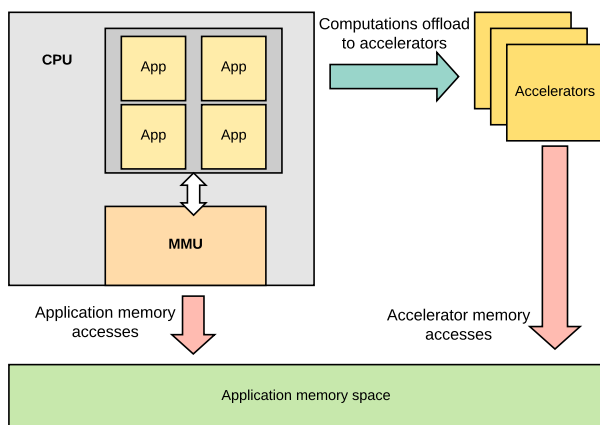 CPU
App
App
App
App
MMU
Computations offload
to accelerators
Accelerators
Application memory
accesses
Accelerator memory
accesses
Application memory space